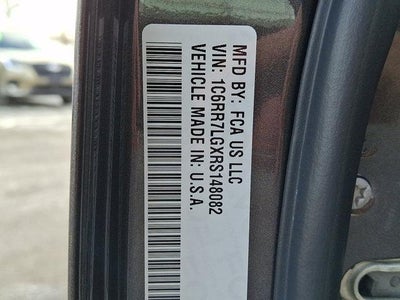 MFD BY: FCA US LLC
VIN: 1C6RR7LGXRS148082
VEHICLE MADE IN: U.S.A.